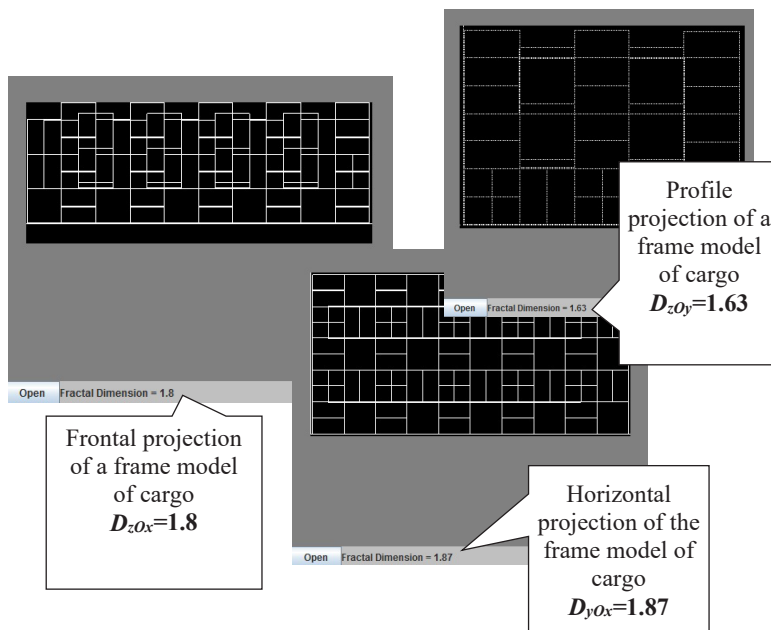 Profile
projection of a
frame model
of cargo
DzOy=1.63
Open Fractal Dimension = 1.63
Open Fractal Dimension = 1.8
Frontal projection
of a frame model
of cargo
DzOx=1.8
Horizontal
projection of the
frame model of
cargo
DyOx=1.87
Open Fractal Dimension = 1.87